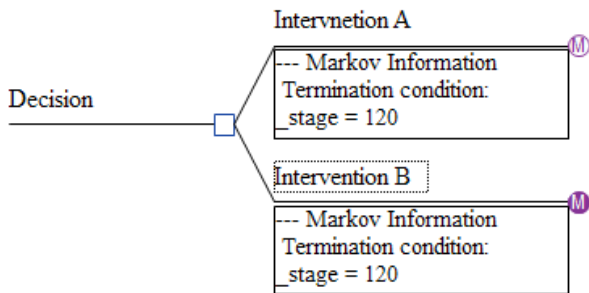 Intervnetion A
M
--- Markov Information
Termination condition:
_stage = 120
Decision
Intervention B
M
--- Markov Information
Termination condition:
_stage = 120